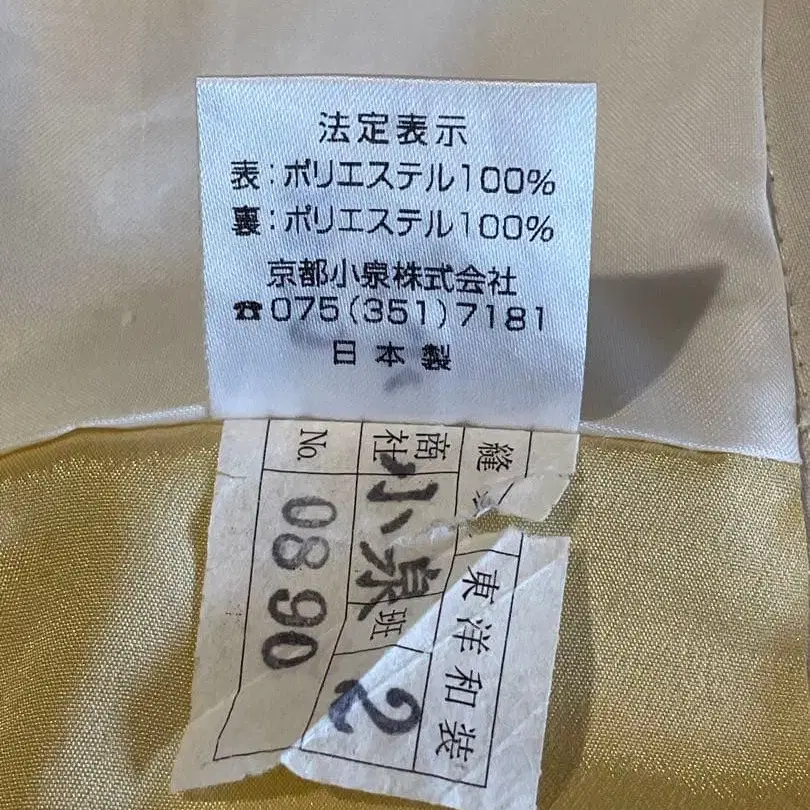 法定表示
表:ポリエステル100%
裏:ポリエステル100%
京都小泉株式会社
☎075(351)7181
日本製
縫
東洋和装
商社
小泉
班
2
No.
0890